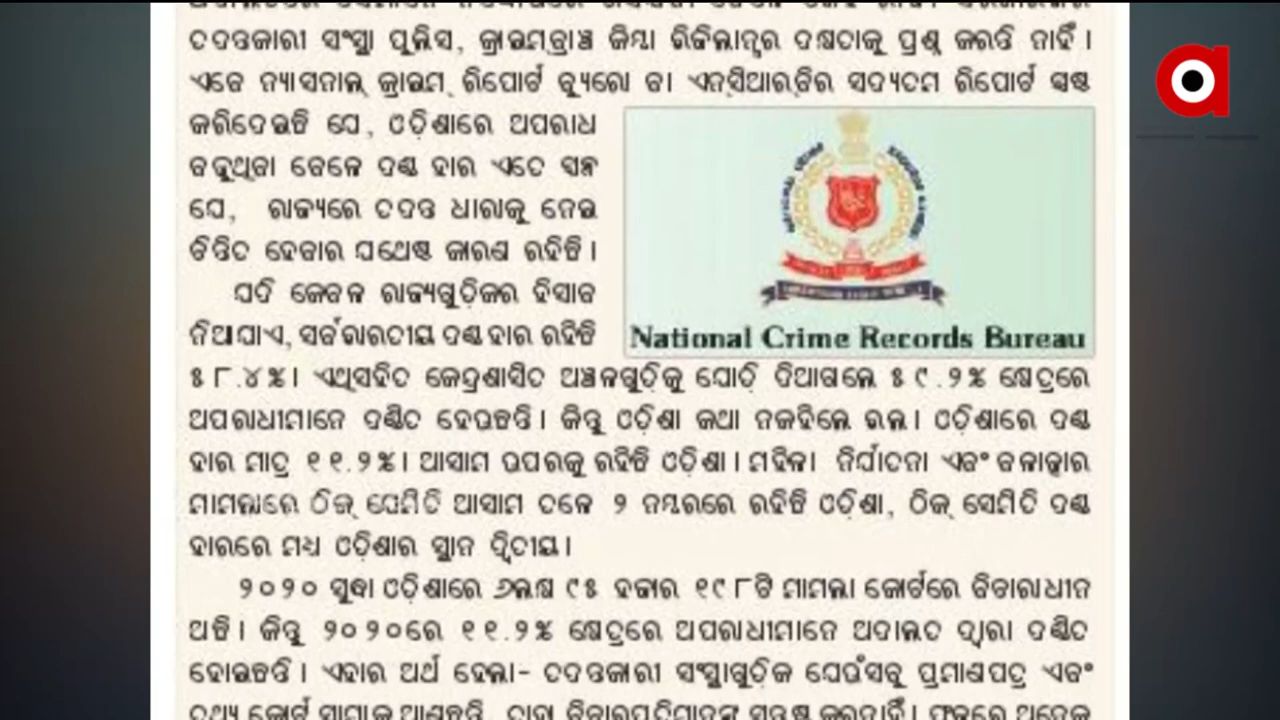 ତଦନ୍ତକାରୀ ସଂସ୍ଥା ପୁଲିସ, କ୍ରାଇମ୍‌ବ୍ରାଞ୍ଚ କିମ୍ବା ଭିଜିଲାନ୍ସର ଦକ୍ଷତାକୁ ପ୍ରଶ୍ନ କରନ୍ତି ନାହିଁ ।
ଏବେ ନ୍ୟାସନାଲ୍ କ୍ରାଇମ୍ ରିପୋର୍ଟ ବ୍ୟୁରୋ ବା ଏନ୍‌ସିଆର୍‌ବିର ସଦ୍ୟତମ ରିପୋର୍ଟ ସ୍ପଷ୍ଟ
କରିଦେଇଛି ଯେ, ଓଡ଼ିଶାରେ ଅପରାଧ
ବଢୁଥିବା ବେଳେ ଦଣ୍ଡ ହାର ଏତେ ସ୍ବଳ୍ପ
ଯେ, ରାଜ୍ୟରେ ତଦନ୍ତ ଧାରାକୁ ନେଇ
ଚିନ୍ତିତ ହେବାର ଯଥେଷ୍ଟ କାରଣ ରହିଛି ।
ଯଦି କେବଳ ରାଜ୍ୟଗୁଡ଼ିକର ହିସାବ
ନିଆଯାଏ, ସର୍ବଭାରତୀୟ ଦଣ୍ଡ ହାର ରହିଛି
National Crime Records Bureau
୫୮.୪% । ଏଥିସହିତ କେନ୍ଦ୍ରଶାସିତ ଅଞ୍ଚଳଗୁଡ଼ିକୁ ଯୋଡ଼ି ଦିଆଗଲେ ୫୯.୨% କ୍ଷେତ୍ରରେ
ଅପରାଧୀମାନେ ଦଣ୍ଡିତ ହେଉଛନ୍ତି । କିନ୍ତୁ ଓଡ଼ିଶା କଥା ନକହିଲେ ଭଲ । ଓଡ଼ିଶାରେ ଦଣ୍ଡ
ହାର ମାତ୍ର ୧୧.୨% । ଆସାମ ଉପରକୁ ରହିଛି ଓଡ଼ିଶା । ମହିଳା ନିର୍ଯାତନା ଏବଂ ବଳାତ୍କାର
ମାମଲାରେ ଠିକ୍ ଯେମିତି ଆସାମ ତଳେ ୨ ନମ୍ବରରେ ରହିଛି ଓଡ଼ିଶା, ଠିକ୍ ସେମିତି ଦଣ୍ଡ
ହାରରେ ମଧ୍ୟ ଓଡ଼ିଶାର ସ୍ଥାନ ଦ୍ୱିତୀୟ ।
୨୦୨୦ ସୁଦ୍ଧା ଓଡ଼ିଶାରେ ୬ଲକ୍ଷ ୯୫ ହଜାର ୧୯୮ଟି ମାମଲା କୋର୍ଟରେ ବିଚାରାଧୀନ
ଅଛି । କିନ୍ତୁ ୨୦୨୦ରେ ୧୧.୨% କ୍ଷେତ୍ରରେ ଅପରାଧୀମାନେ ଅଦାଲତ ଦ୍ୱାରା ଦଣ୍ଡିତ
ହୋଇଛନ୍ତି । ଏହାର ଅର୍ଥ ହେଲା- ତଦନ୍ତକାରୀ ସଂସ୍ଥାଗୁଡ଼ିକ ଯେଉଁସବୁ ପ୍ରମାଣପତ୍ର ଏବଂ